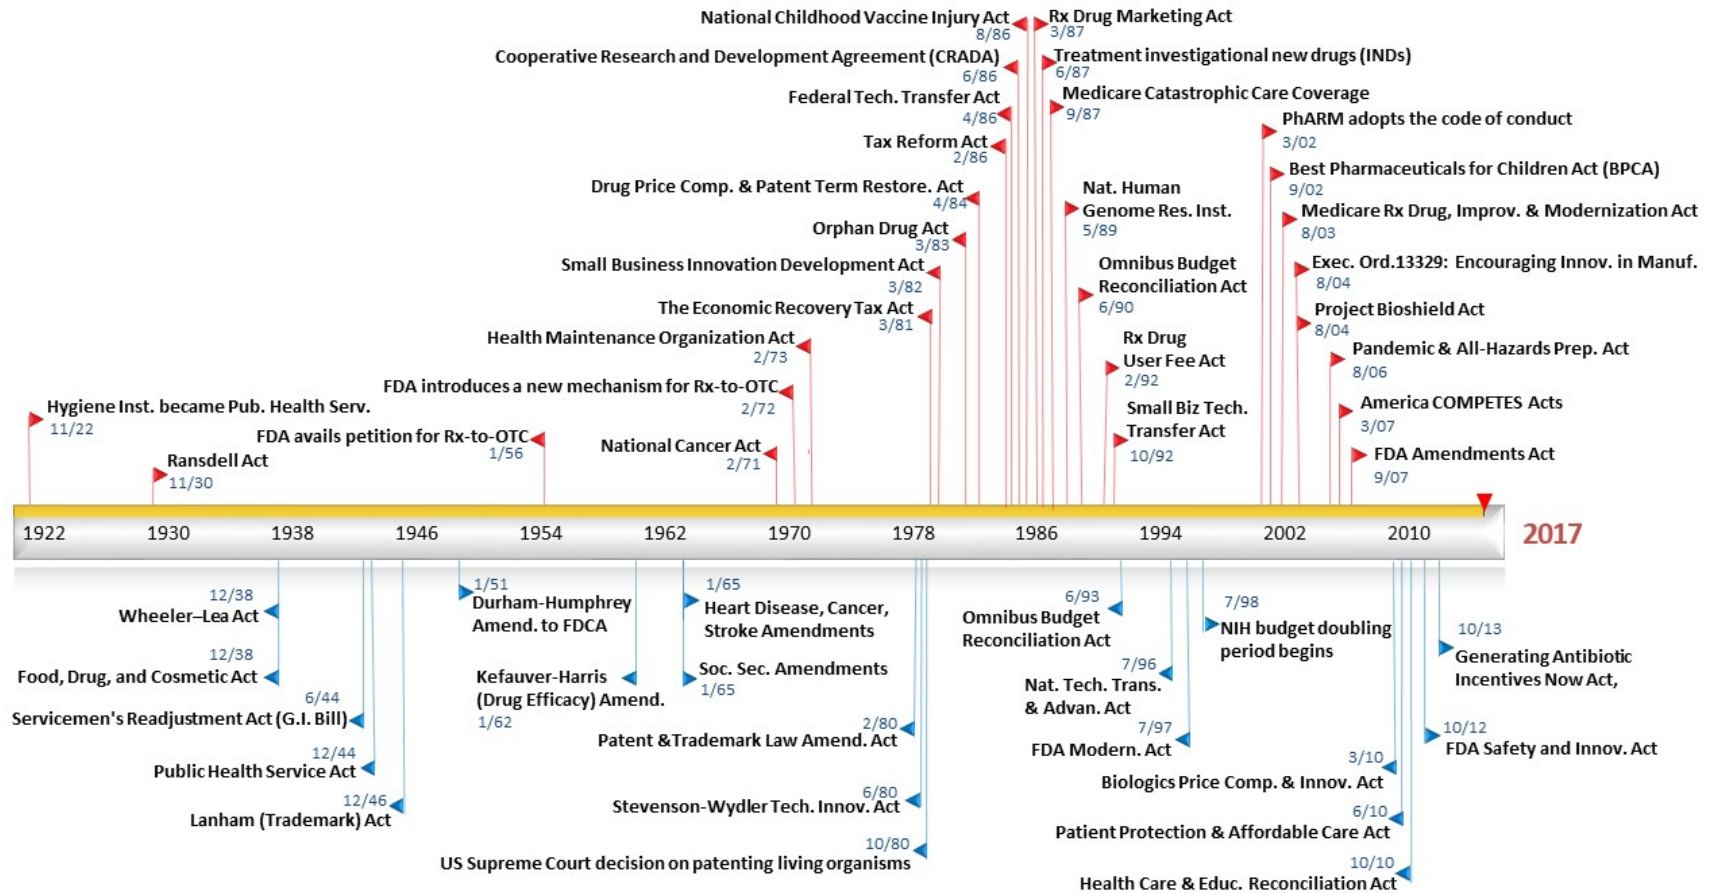 National Childhood Vaccine Injury Act
8/86
Rx Drug Marketing Act
3/87
Cooperative Research and Development Agreement (CRADA)
6/86
Treatment investigational new drugs (INDs)
6/87
Federal Tech. Transfer Act
4/86
Medicare Catastrophic Care Coverage
9/87
Tax Reform Act
2/86
PhARM adopts the code of conduct
3/02
Drug Price Comp. & Patent Term Restore. Act
4/84
Nat. Human
Genome Res. Inst.
5/89
Best Pharmaceuticals for Children Act (BPCA)
9/02
Orphan Drug Act
3/83
Medicare Rx Drug, Improv. & Modernization Act
8/03
Small Business Innovation Development Act
3/82
Omnibus Budget
Reconciliation Act
6/90
Exec. Ord.13329: Encouraging Innov. in Manuf.
8/04
The Economic Recovery Tax Act
3/81
Project Bioshield Act
8/04
Health Maintenance Organization Act
2/73
Rx Drug
User Fee Act
2/92
Pandemic & All-Hazards Prep. Act
8/06
FDA introduces a new mechanism for Rx-to-OTC
2/72
Small Biz Tech.
Transfer Act
10/92
America COMPETES Acts
3/07
Hygiene Inst. became Pub. Health Serv.
11/22
FDA avails petition for Rx-to-OTC
1/56
National Cancer Act
2/71
FDA Amendments Act
9/07
Ransdell Act
11/30
1922 1930 1938 1946 1954 1962 1970 1978 1986 1994 2002 2010 2017
12/38
Wheeler–Lea Act
1/51
Durham-Humphrey
Amend. to FDCA
1/65
Heart Disease, Cancer,
Stroke Amendments
6/93
Omnibus Budget
Reconciliation Act
7/98
NIH budget doubling
period begins
10/13
Generating Antibiotic
Incentives Now Act,
12/38
Food, Drug, and Cosmetic Act
Kefauver-Harris
(Drug Efficacy) Amend.
1/62
Soc. Sec. Amendments
1/65
7/96
Nat. Tech. Trans.
& Advan. Act
6/44
Servicemen's Readjustment Act (G.I. Bill)
2/80
Patent &Trademark Law Amend. Act
7/97
FDA Modern. Act
10/12
FDA Safety and Innov. Act
12/44
Public Health Service Act
3/10
Biologics Price Comp. & Innov. Act
12/46
Lanham (Trademark) Act
6/80
Stevenson-Wydler Tech. Innov. Act
6/10
Patient Protection & Affordable Care Act
10/80
US Supreme Court decision on patenting living organisms
10/10
Health Care & Educ. Reconciliation Act